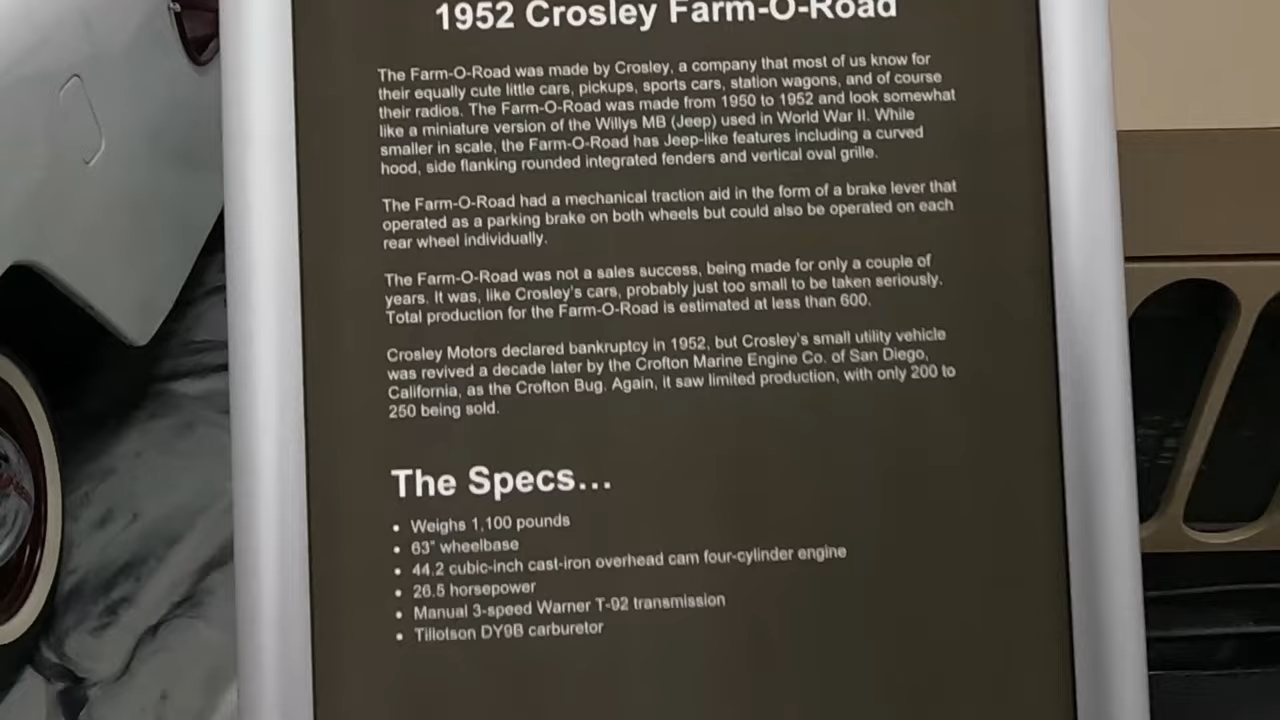 1952 Crosley Farm-O-Road
The Farm-O-Road was made by Crosley, a company that most of us know for
their equally cute little cars, pickups, sports cars, station wagons, and of course
their radios. The Farm-O-Road was made from 1950 to 1952 and look somewhat
like a miniature version of the Willys MB (Jeep) used in World War II. While
smaller in scale, the Farm-O-Road has Jeep-like features including a curved
hood, side flanking rounded integrated fenders and vertical oval grille.
The Farm-O-Road had a mechanical traction aid in the form of a brake lever that
operated as a parking brake on both wheels but could also be operated on each
rear wheel individually.
The Farm-O-Road was not a sales success, being made for only a couple of
years. It was, like Crosley's cars, probably just too small to be taken seriously.
Total production for the Farm-O-Road is estimated at less than 600.
Crosley Motors declared bankruptcy in 1952, but Crosley's small utility vehicle
was revived a decade later by the Crofton Marine Engine Co. of San Diego,
California, as the Crofton Bug. Again, it saw limited production, with only 200 to
250 being sold.
The Specs...
• Weighs 1,100 pounds
• 63" wheelbase
• 44.2 cubic-inch cast-iron overhead cam four-cylinder engine
• 26.5 horsepower
• Manual 3-speed Warner T-92 transmission
• Tillotson DY9B carburetor